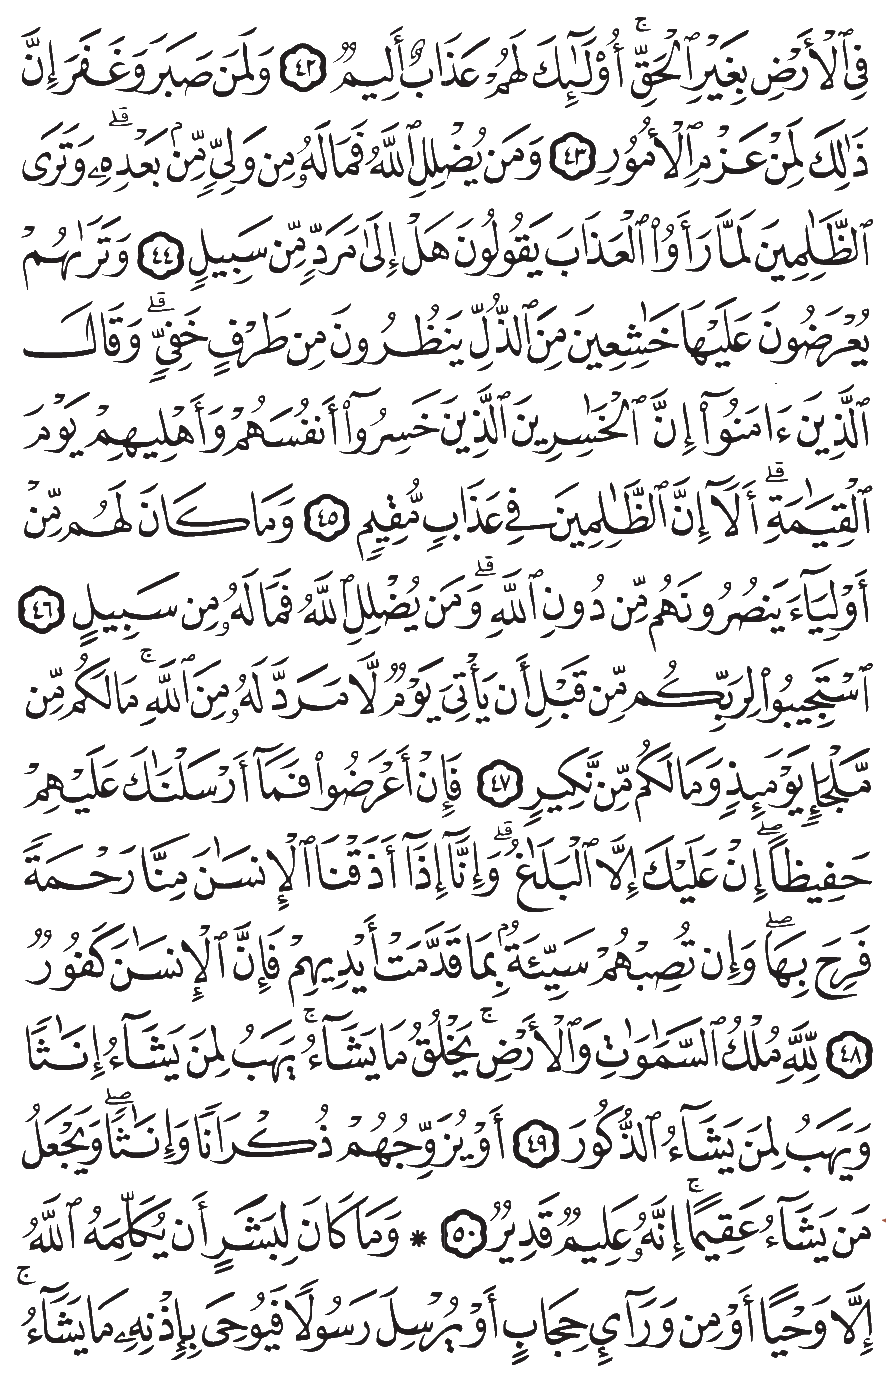 فِي ٱلۡأَرۡضِ بِغَيۡرِ ٱلۡحَقِّۚ أُوْلَٰٓئِكَ لَهُمۡ عَذَابٌ أَلِيمٞ ٤٢ وَلَمَن صَبَرَ وَغَفَرَ إِنَّ
ذَٰلِكَ لَمِنۡ عَزۡمِ ٱلۡأُمُورِ ٤٣ وَمَن يُضۡلِلِ ٱللَّهُ فَمَا لَهُۥ مِن وَلِيّٖ مِّنۢ بَعۡدِهِۦۗ وَتَرَى
ٱلظَّٰلِمِينَ لَمَّا رَأَوُاْ ٱلۡعَذَابَ يَقُولُونَ هَلۡ إِلَىٰ مَرَدّٖ مِّن سَبِيلٖ ٤٤ وَتَرَىٰهُمۡ
يُعۡرَضُونَ عَلَيۡهَا خَٰشِعِينَ مِنَ ٱلذُّلِّ يَنظُرُونَ مِن طَرۡفٍ خَفِيّٖۗ وَقَالَ
ٱلَّذِينَ ءَامَنُوٓاْ إِنَّ ٱلۡخَٰسِرِينَ ٱلَّذِينَ خَسِرُوٓاْ أَنفُسَهُمۡ وَأَهۡلِيهِمۡ يَوۡمَ
ٱلۡقِيَٰمَةِۗ أَلَآ إِنَّ ٱلظَّٰلِمِينَ فِي عَذَابٖ مُّقِيمٖ ٤٥ وَمَا كَانَ لَهُم مِّنۡ
أَوۡلِيَآءَ يَنصُرُونَهُم مِّن دُونِ ٱللَّهِۗ وَمَن يُضۡلِلِ ٱللَّهُ فَمَا لَهُۥ مِن سَبِيلٍ ٤٦
ٱسۡتَجِيبُواْ لِرَبِّكُم مِّن قَبۡلِ أَن يَأۡتِيَ يَوۡمٞ لَّا مَرَدَّ لَهُۥ مِنَ ٱللَّهِۚ مَا لَكُم مِّن
مَّلۡجَإٖ يَوۡمَئِذٖ وَمَا لَكُم مِّن نَّكِيرٖ ٤٧ فَإِنۡ أَعۡرَضُواْ فَمَآ أَرۡسَلۡنَٰكَ عَلَيۡهِمۡ
حَفِيظًاۖ إِنۡ عَلَيۡكَ إِلَّا ٱلۡبَلَٰغُۗ وَإِنَّآ إِذَآ أَذَقۡنَا ٱلۡإِنسَٰنَ مِنَّا رَحۡمَةٗ
فَرِحَ بِهَاۖ وَإِن تُصِبۡهُمۡ سَيِّئَةُۢ بِمَا قَدَّمَتۡ أَيۡدِيهِمۡ فَإِنَّ ٱلۡإِنسَٰنَ كَفُورٞ
٤٨ لِّلَّهِ مُلۡكُ ٱلسَّمَٰوَٰتِ وَٱلۡأَرۡضِۚ يَخۡلُقُ مَا يَشَآءُۚ يَهَبُ لِمَن يَشَآءُ إِنَٰثٗا
وَيَهَبُ لِمَن يَشَآءُ ٱلذُّكُورَ ٤٩ أَوۡ يُزَوِّجُهُمۡ ذُكۡرَانٗا وَإِنَٰثٗاۖ وَيَجۡعَلُ
مَن يَشَآءُ عَقِيمًاۚ إِنَّهُۥ عَلِيمٞ قَدِيرٞ ٥٠ * وَمَا كَانَ لِبَشَرٍ أَن يُكَلِّمَهُ ٱللَّهُ
إِلَّا وَحۡيًا أَوۡ مِن وَرَآيِٕ حِجَابٍ أَوۡ يُرۡسِلَ رَسُولٗا فَيُوحِيَ بِإِذۡنِهِۦ مَا يَشَآءُۚ